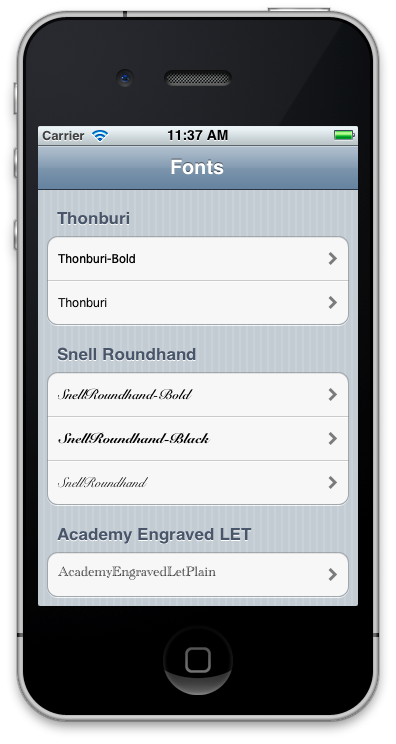 Carrier 11:37 AM
Fonts
Thonburi
Thonburi-Bold
Thonburi
Snell Roundhand
SnellRoundhand-Bold
SnellRoundhand-Black
SnellRoundhand
Academy Engraved LET
AcademyEngravedLetPlain